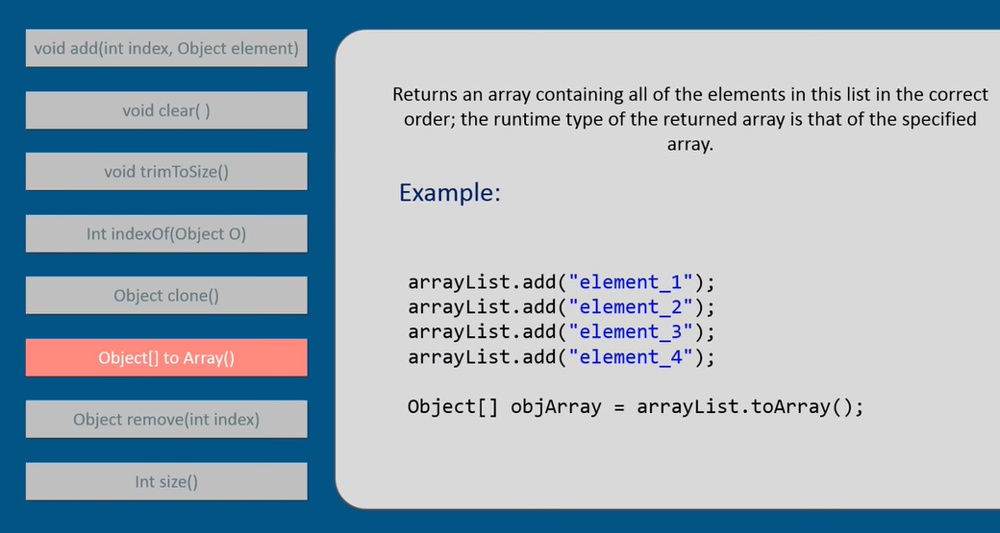 void add(int index, Object element)
void clear( )
void trimToSize()
Int indexOf(Object O)
Object clone()
Object[] to Array()
Object remove(int index)
Int size()
Returns an array containing all of the elements in this list in the correct
order; the runtime type of the returned array is that of the specified
array.
Example:
arrayList.add("element_1");
arrayList.add("element_2");
arrayList.add("element_3");
arrayList.add("element_4");
Object[] objArray = arrayList.toArray();